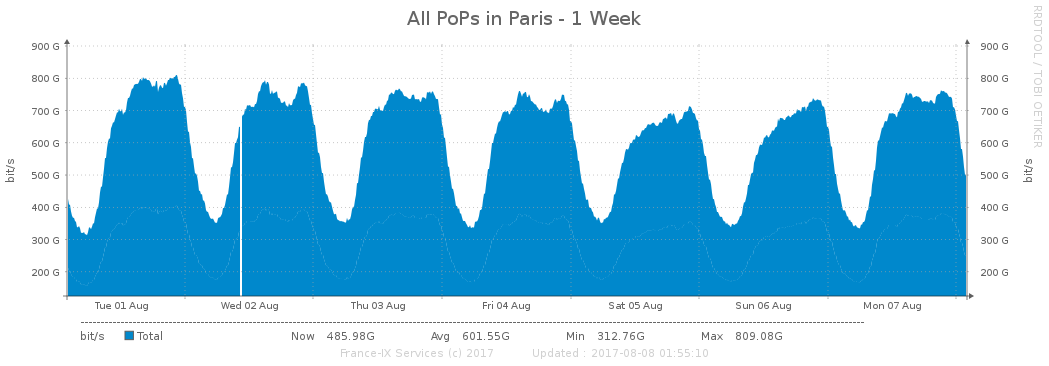 All PoPs in Paris - 1 Week
RRDTOOL / TOBI OETIKER
900 G 900 G
800 G 800 G
700 G 700 G
600 G 600 G
500 G 500 G
400 G 400 G
300 G 300 G
200 G 200 G
bit/s
bit/s
Tue 01 Aug Wed 02 Aug Thu 03 Aug Fri 04 Aug Sat 05 Aug Sun 06 Aug Mon 07 Aug
bit/s Total Now 485.98G Avg 601.55G Min 312.76G Max 809.08G
France-IX Services (c) 2017 Updated : 2017-08-08 01:55:10